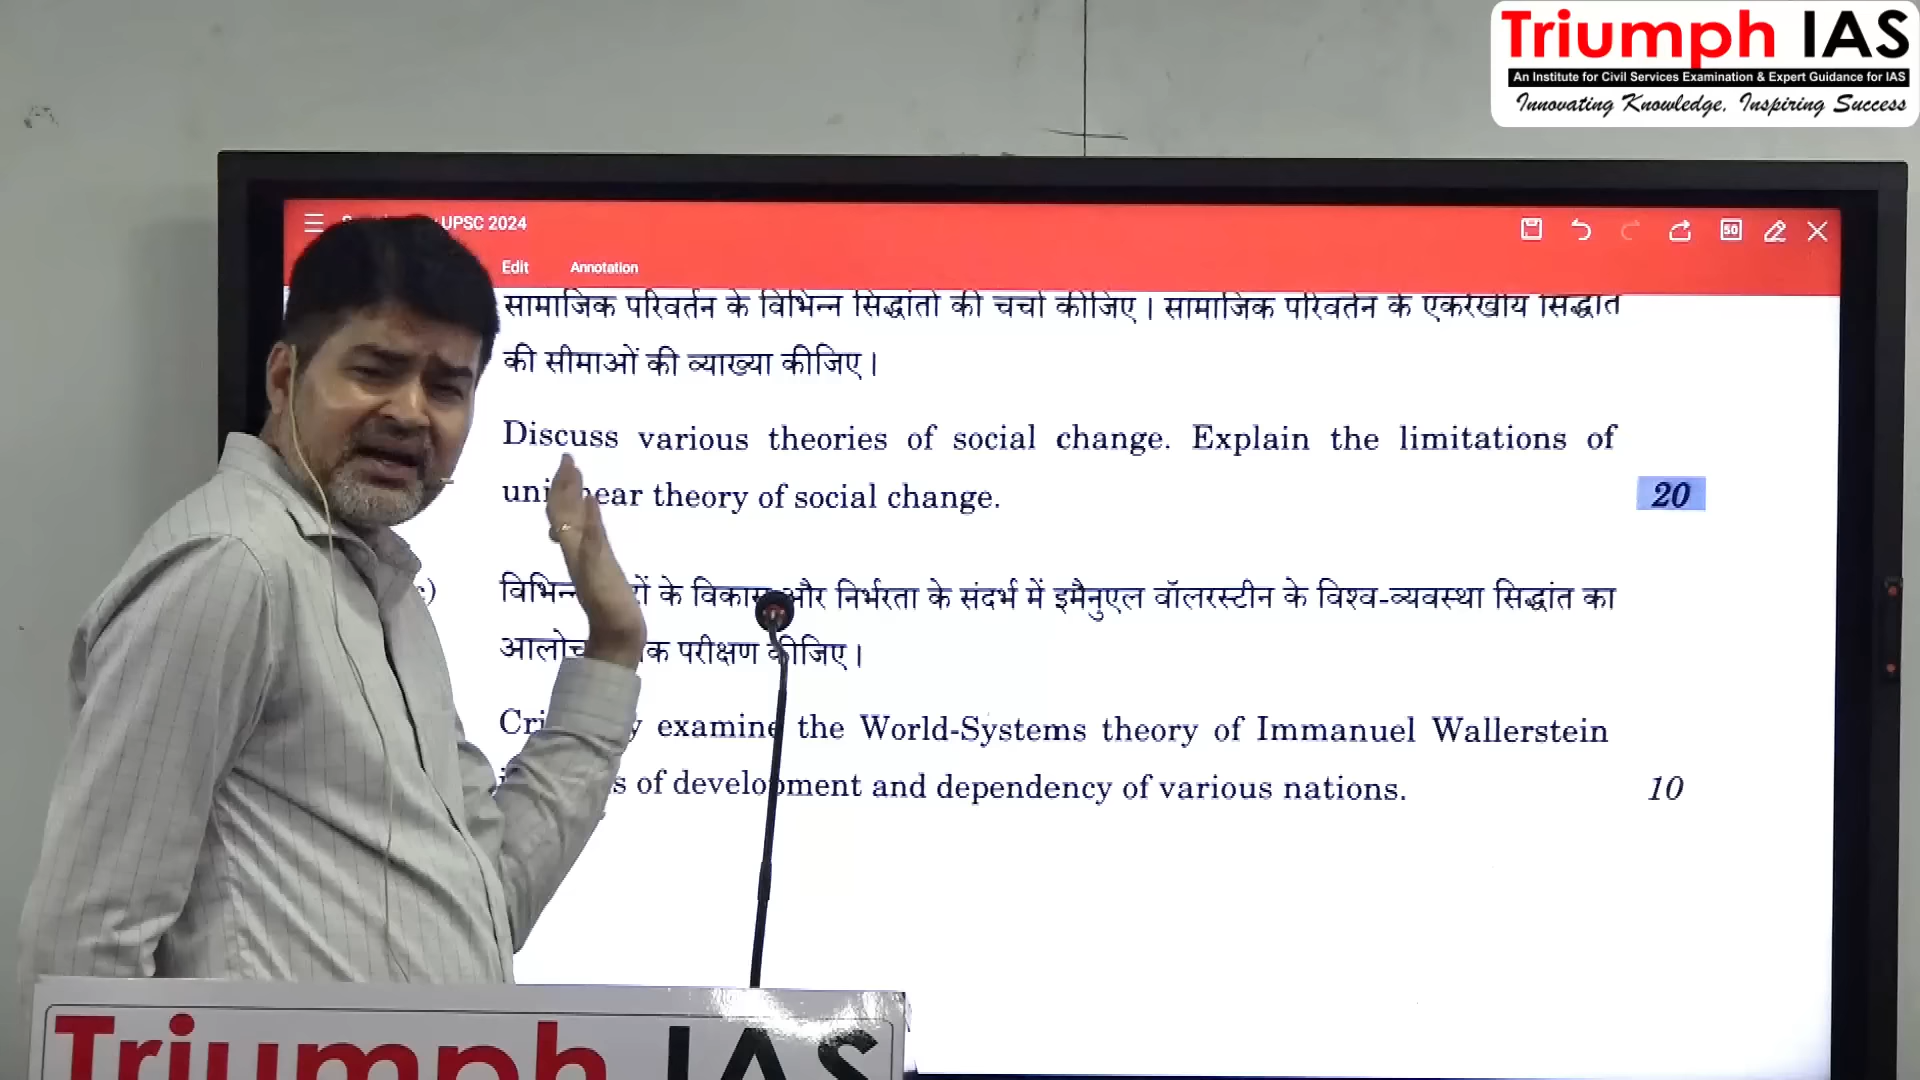 Triumph IAS
An Institute for Civil Services Examination & Expert Guidance for IAS
Innovating Knowledge, Inspiring Success
UPSC 2024
Edit Annotation
50
सामाजिक परिवर्तन के विभिन्न सिद्धांतों की चर्चा कीजिए। सामाजिक परिवर्तन के एकरेखीय सिद्धांत
की सीमाओं की व्याख्या कीजिए।
Discuss various theories of social change. Explain the limitations of
theory of social change. 20
के विकास और निर्भरता के संदर्भ में इमैनुएल वॉलरस्टीन के विश्व-व्यवस्था सिद्धांत का
परीक्षण कीजिए।
examine the World-Systems theory of Immanuel Wallerstein
of development and dependency of various nations. 10
Triumph IAS